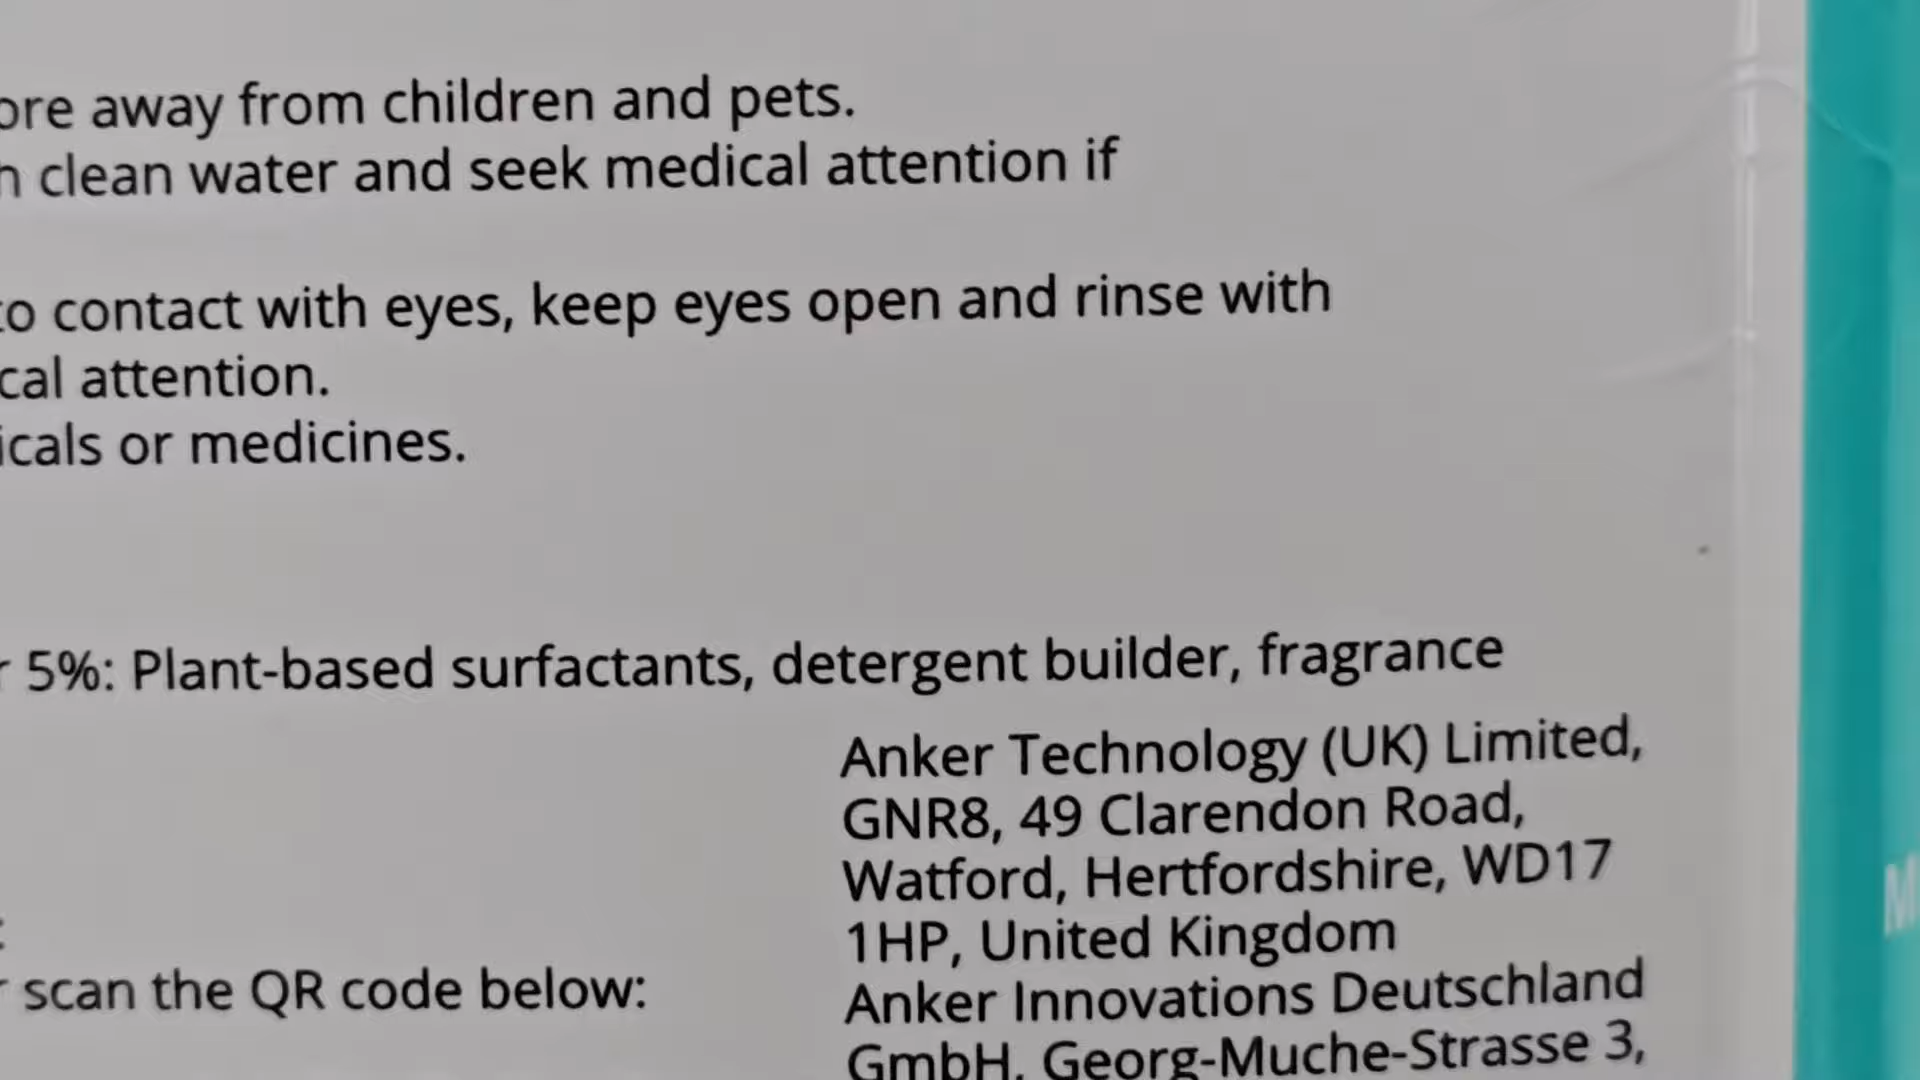 ore away from children and pets.
clean water and seek medical attention if
to contact with eyes, keep eyes open and rinse with
cal attention.
icals or medicines.
5%: Plant-based surfactants, detergent builder, fragrance
Anker Technology (UK) Limited,
GNR8, 49 Clarendon Road,
Watford, Hertfordshire, WD17
1HP, United Kingdom
scan the QR code below:
Anker Innovations Deutschland
GmbH, Georg-Muche-Strasse 3,